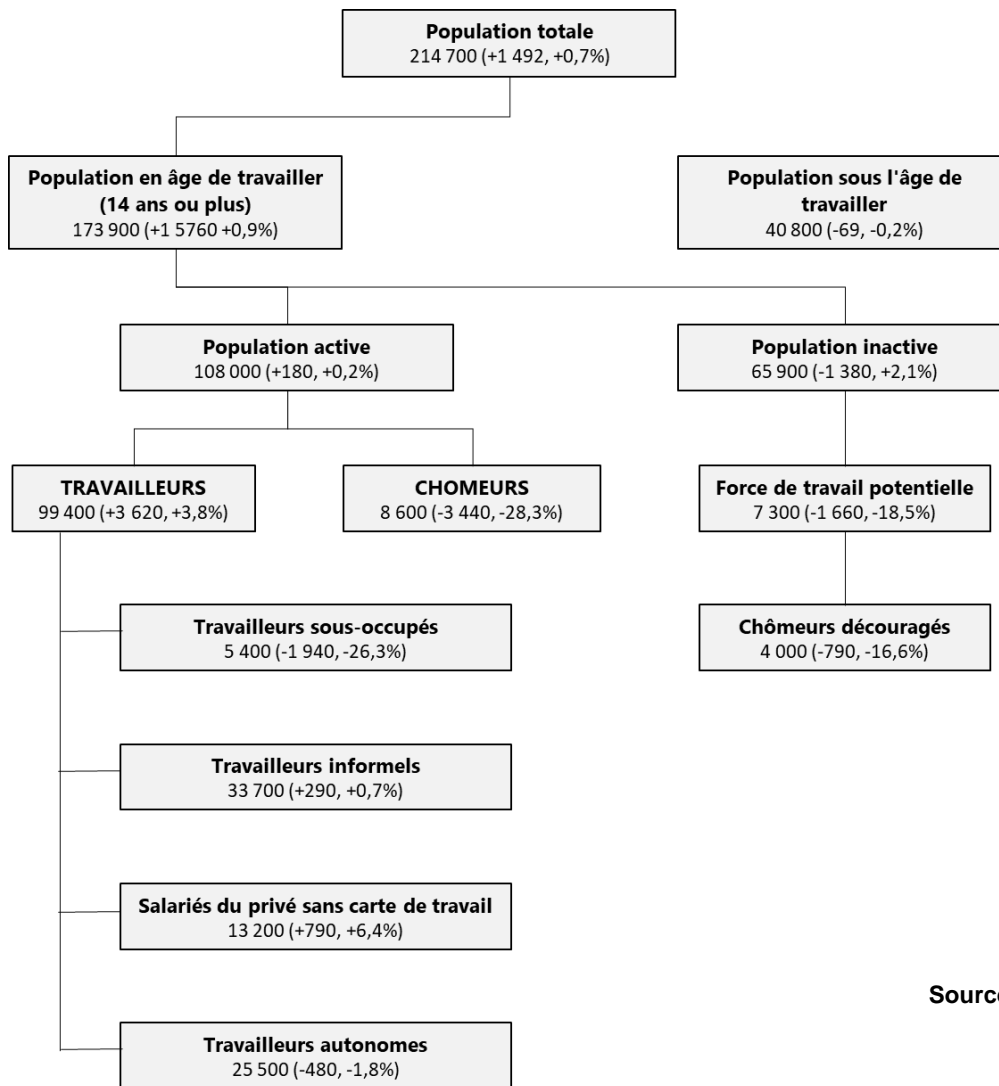 Population totale
214 700 (+1 492, +0,7%)
Population en âge de travailler
(14 ans ou plus)
173 900 (+1 5760 +0,9%)
Population sous l'âge de
travailler
40 800 (-69, -0,2%)
Population active
108 000 (+180, +0,2%)
Population inactive
65 900 (-1 380, +2,1%)
TRAVAILLEURS
99 400 (+3 620, +3,8%)
CHOMEURS
8 600 (-3 440, -28,3%)
Force de travail potentielle
7 300 (-1 660, -18,5%)
Travailleurs sous-occupés
5 400 (-1 940, -26,3%)
Chômeurs découragés
4 000 (-790, -16,6%)
Travailleurs informels
33 700 (+290, +0,7%)
Salariés du privé sans carte de travail
13 200 (+790, +6,4%)
Source
Travailleurs autonomes
25 500 (-480, -1,8%)